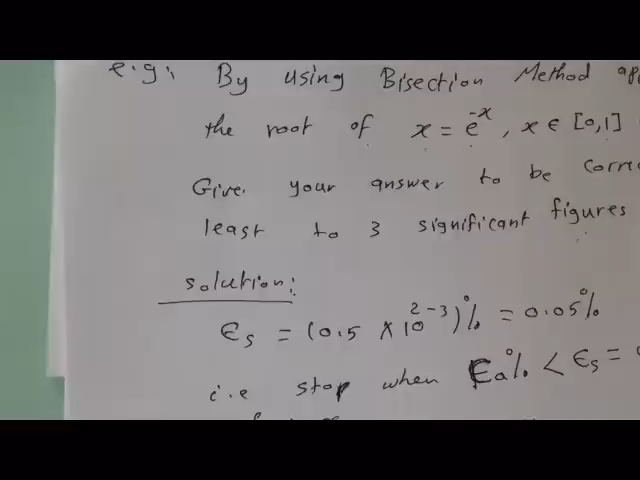 e.g: By using Bisection Method
the root of x = e^-x, x ∈ [0,1]
Give your answer to be
least to 3 significant figures
solution:
ϵs = (0.5 × 10^2-3)% = 0.05%
i.e stop when ϵa% < ϵs =